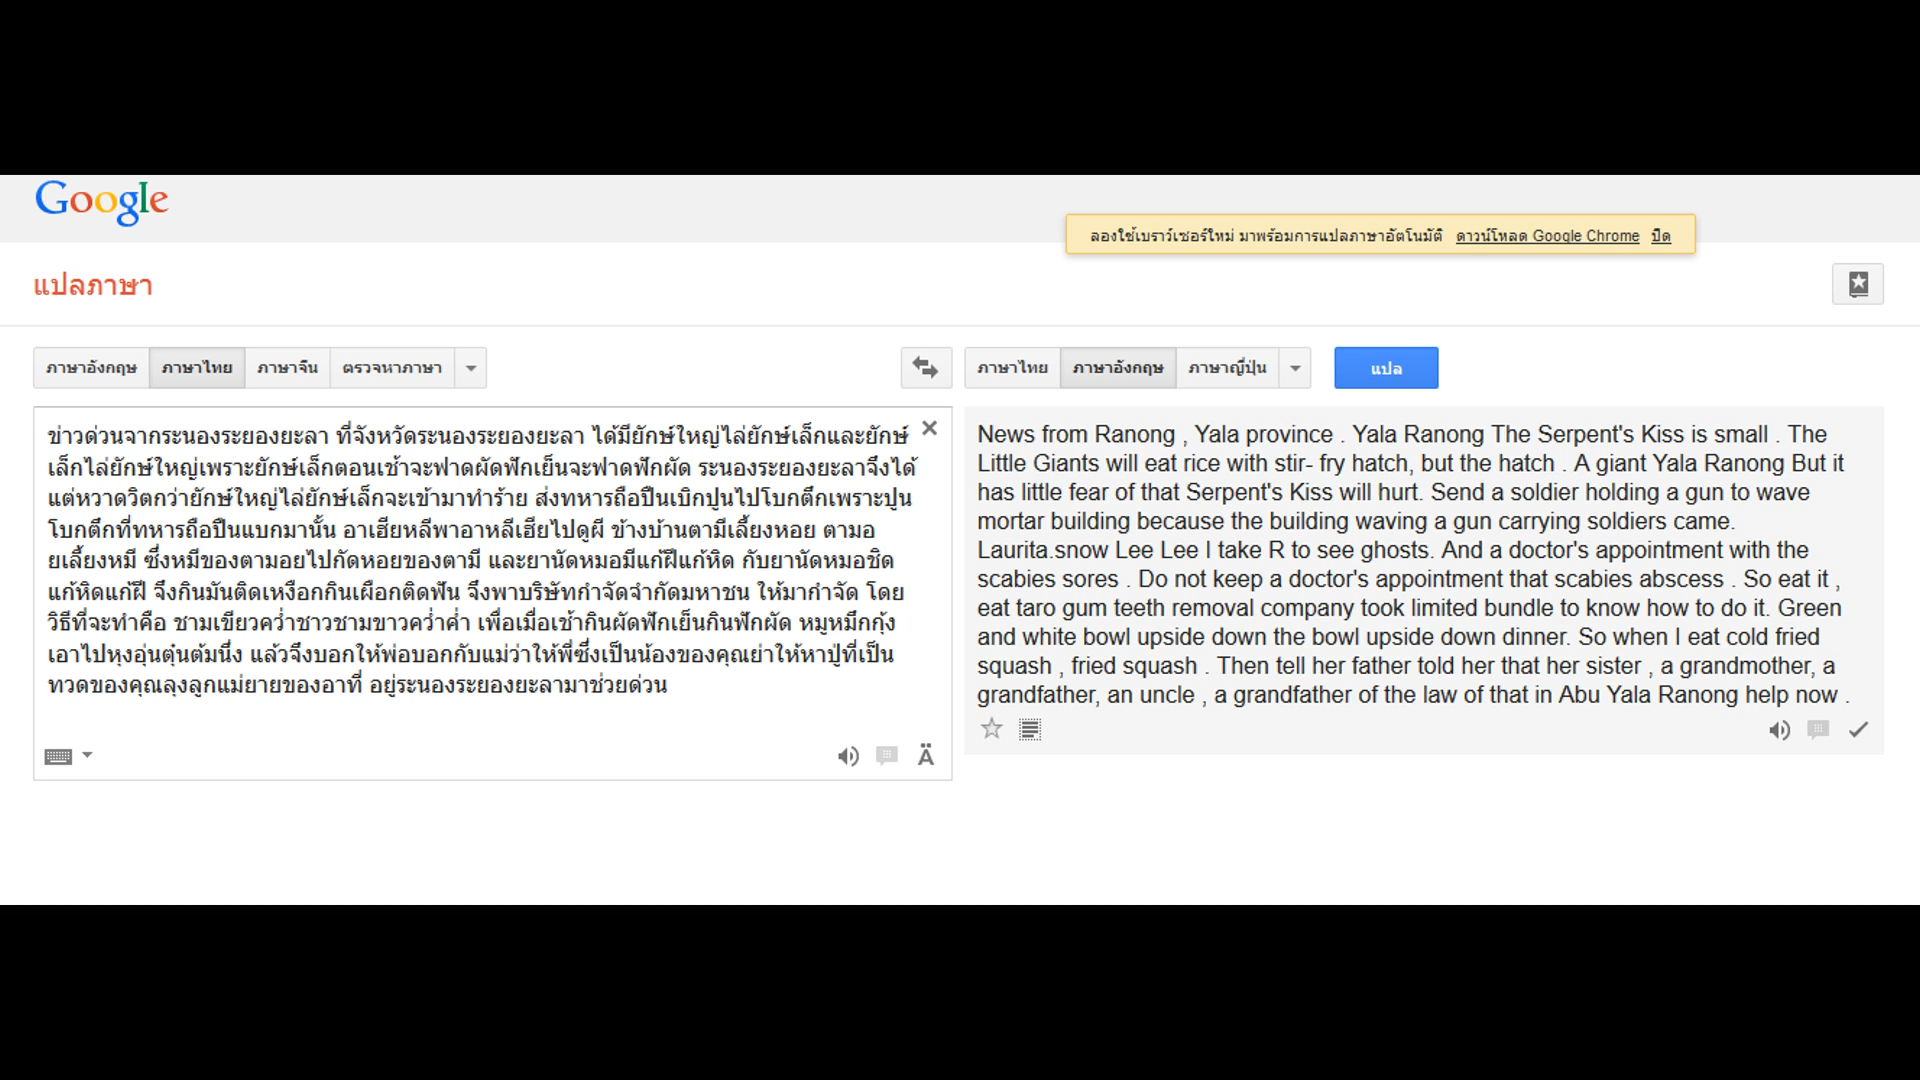 Google
ลองใช้เบราว์เซอร์ใหม่ มาพร้อมการแปลภาษาอัตโนมัติ ดาวน์โหลด Google Chrome ปิด
แปลภาษา
ภาษาอังกฤษ ภาษาไทย ภาษาจีน ตรวจหาภาษา
ภาษาไทย ภาษาอังกฤษ ภาษาญี่ปุ่น แปล
ข่าวด่วนจากระนองระยองยะลา ที่จังหวัดระนองระยองยะลา ได้มียักษ์ใหญ่ไล่ยักษ์เล็กและยักษ์
เล็กไล่ยักษ์ใหญ่เพราะยักษ์เล็กตอนเช้าจะฟาดผัดฟักเย็นจะฟาดฟักผัด ระนองระยองยะลาจึงได้
แต่หวาดวิตกว่ายักษ์ใหญ่ไล่ยักษ์เล็กจะเข้ามาทำร้าย ส่งทหารถือปืนเบิกปูนไปโบกตึกเพราะปูน
โบกตึกที่ทหารถือปืนแบกมานั้น อาเฮียหลีพาอาหลีเฮียไปดูผี ข้างบ้านตามีเลี้ยงหอย ตามอ
ยเลี้ยงหมี ซึ่งหมีของตามอยไปกัดหอยของตามี และยานัดหมอมีแก้ฝีแก้หิด กับยานัดหมอชิด
แก้หิดแก้ฝี จึงกินมันติดเหงือกกินเผือกติดฟัน จึงพาบริษัทกำจัดจำกัดมหาชน ให้มากำจัด โดย
วิธีที่จะทำคือ ชามเขียวคว่ำชาวชามขาวคว่ำค่ำ เพื่อเมื่อเช้ากินผัดฟักเย็นกินฟักผัด หมูหมึกกุ้ง
เอาไปหุงอุ่นตุ๋นต้มนึ่ง แล้วจึงบอกให้พ่อบอกกับแม่ว่าให้พี่ซึ่งเป็นน้องของคุณย่าให้หาปู่ที่เป็น
ทวดของคุณลุงลูกแม่ยายของอาที่ อยู่ระนองระยองยะลามาช่วยด่วน
Ä
News from Ranong , Yala province . Yala Ranong The Serpent's Kiss is small . The
Little Giants will eat rice with stir- fry hatch, but the hatch . A giant Yala Ranong But it
has little fear of that Serpent's Kiss will hurt. Send a soldier holding a gun to wave
mortar building because the building waving a gun carrying soldiers came.
Laurita.snow Lee Lee I take R to see ghosts. And a doctor's appointment with the
scabies sores . Do not keep a doctor's appointment that scabies abscess . So eat it ,
eat taro gum teeth removal company took limited bundle to know how to do it. Green
and white bowl upside down the bowl upside down dinner. So when I eat cold fried
squash , fried squash . Then tell her father told her that her sister , a grandmother, a
grandfather, an uncle , a grandfather of the law of that in Abu Yala Ranong help now .